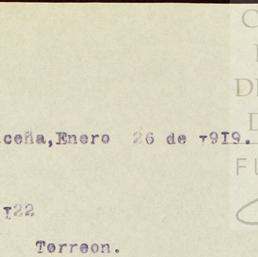 ceña, Enero 26 de 1919.
122
Torreon.